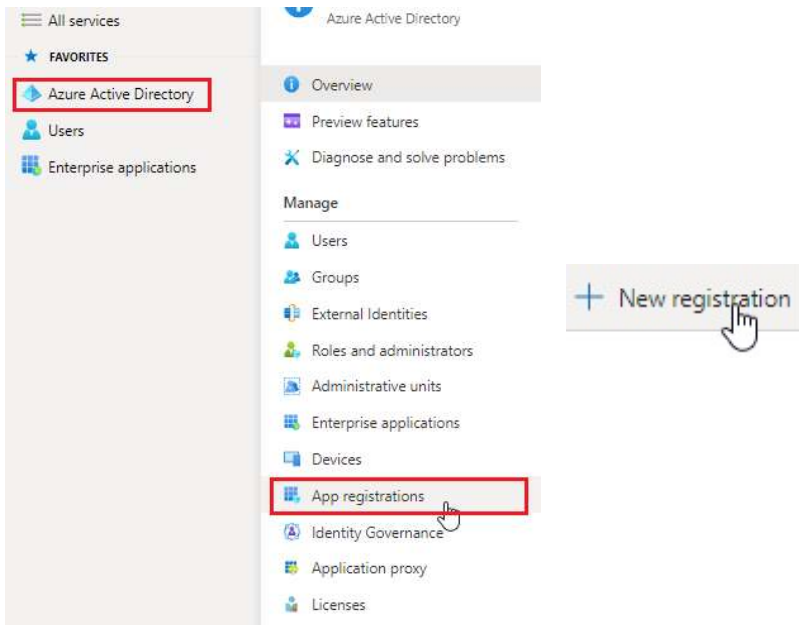 All services
FAVORITES
Azure Active Directory
Users
Enterprise applications
Azure Active Directory
Overview
Preview features
Diagnose and solve problems
Manage
Users
Groups
External Identities
Roles and administrators
Administrative units
Enterprise applications
Devices
App registrations
Identity Governance
Application proxy
Licenses
New registration